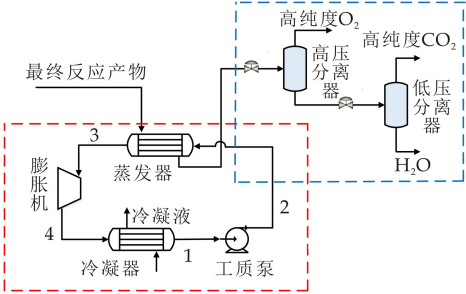 高纯度O₂
高纯度CO₂
高压
分离
器
低压
分离
器
H₂O
最终反应产物
3
蒸发器
膨
胀
机
2
冷凝液
4
1
冷凝器
工质泵